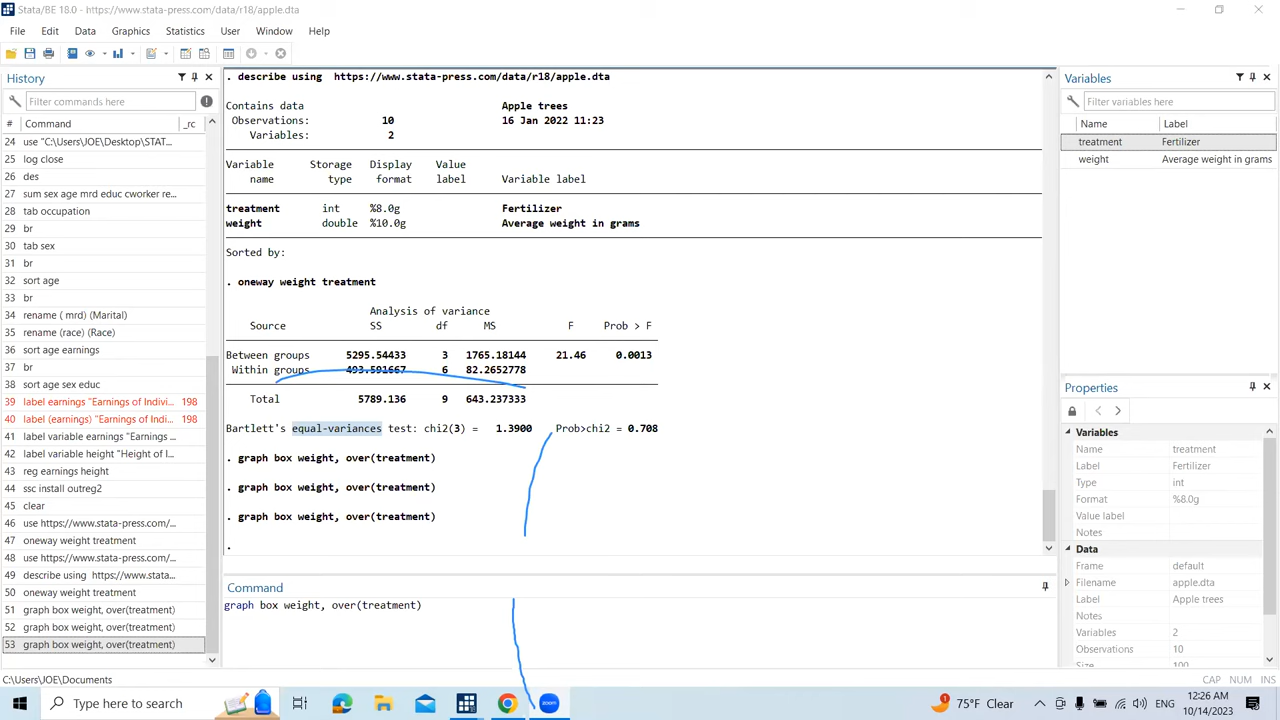 Stata/BE 18.0 - https://www.stata-press.com/data/r18/apple.dta
File Edit Data Graphics Statistics User Window Help
History
Filter commands here
# Command _rc
24 use "C:\Users\JOE\Desktop\STAT...
25 log close
26 des
27 sum sex age mrd educ cworker re...
28 tab occupation
29 br
30 tab sex
31 br
32 sort age
33 br
34 rename ( mrd) (Marital)
35 rename (race) (Race)
36 sort age earnings
37 br
38 sort age sex educ
39 label earnings "Earnings of Indivi... 198
40 label (earnings) "Earnings of Indi... 198
41 label variable earnings "Earnings ...
42 label variable height "Height of I...
43 reg earnings height
44 ssc install outreg2
45 clear
46 use https://www.stata-press.com/...
47 oneway weight treatment
48 use https://www.stata-press.com/...
49 describe using https://www.stata...
50 oneway weight treatment
51 graph box weight, over(treatment)
52 graph box weight, over(treatment)
53 graph box weight, over(treatment)
. describe using https://www.stata-press.com/data/r18/apple.dta
Contains data Apple trees
Observations: 10 16 Jan 2022 11:23
Variables: 2
Variable Storage Display Value
name type format label Variable label
treatment int %8.0g Fertilizer
weight double %10.0g Average weight in grams
Sorted by:
. oneway weight treatment
Analysis of variance
Source SS df MS F Prob > F
Between groups 5295.54433 3 1765.18144 21.46 0.0013
Within groups 493.591667 6 82.2652778
Total 5789.136 9 643.237333
Bartlett's equal-variances test: chi2(3) = 1.3900 Prob>chi2 = 0.708
. graph box weight, over(treatment)
. graph box weight, over(treatment)
. graph box weight, over(treatment)
.
Command
graph box weight, over(treatment)
Variables
Filter variables here
Name Label
treatment Fertilizer
weight Average weight in grams
Properties
Variables
Name treatment
Label Fertilizer
Type int
Format %8.0g
Value label
Notes
Data
Frame default
Filename apple.dta
Label Apple trees
Notes
Variables 2
Observations 10
Size 100
C:\Users\JOE\Documents
CAP NUM INS
Type here to search
zoom
75°F Clear
ENG
12:26 AM
10/14/2023